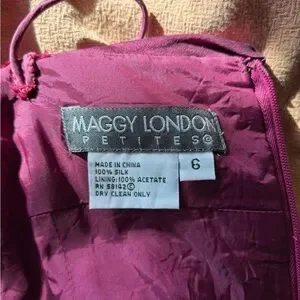 MAGGY LONDON
PETITES©
MADE IN CHINA
100% SILK
LINING: 100% ACETATE
RN 58142©
DRY CLEAN ONLY
6